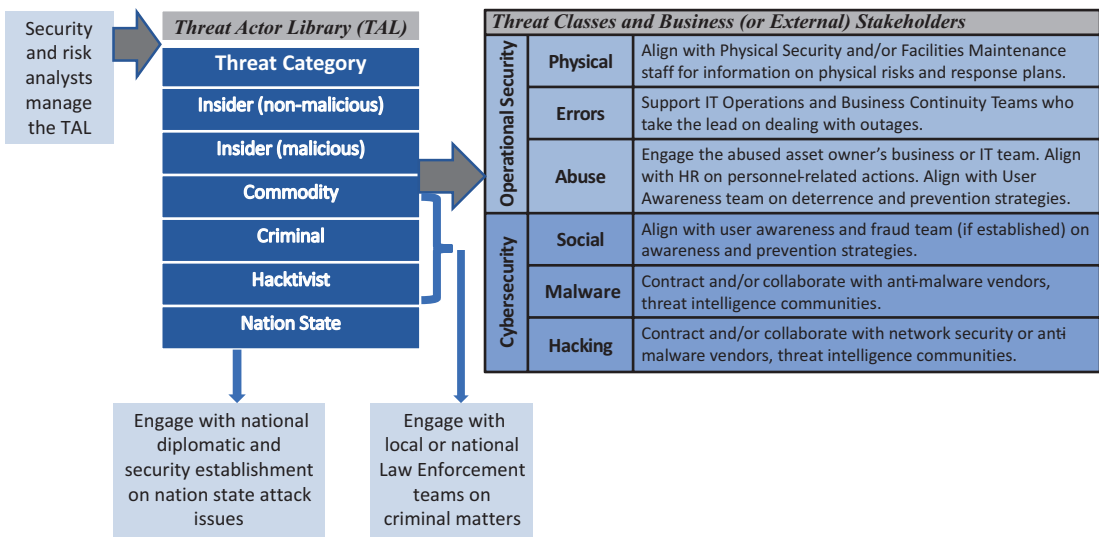 Security
and risk
analysts
manage
the TAL
Threat Actor Library (TAL)
Threat Category
Insider (non-malicious)
Insider (malicious)
Commodity
Criminal
Hacktivist
Nation State
Engage with national
diplomatic and
security establishment
on nation state attack
issues
Engage with
local or national
Law Enforcement
teams on
criminal matters
Threat Classes and Business (or External) Stakeholders
Operational Security
Physical
Align with Physical Security and/or Facilities Maintenance
staff for information on physical risks and response plans.
Errors
Support IT Operations and Business Continuity Teams who
take the lead on dealing with outages.
Abuse
Engage the abused asset owner's business or IT team. Align
with HR on personnel-related actions. Align with User
Awareness team on deterrence and prevention strategies.
Cybersecurity
Social
Align with user awareness and fraud team (if established) on
awareness and prevention strategies.
Malware
Contract and/or collaborate with anti-malware vendors,
threat intelligence communities.
Hacking
Contract and/or collaborate with network security or anti-
malware vendors, threat intelligence communities.